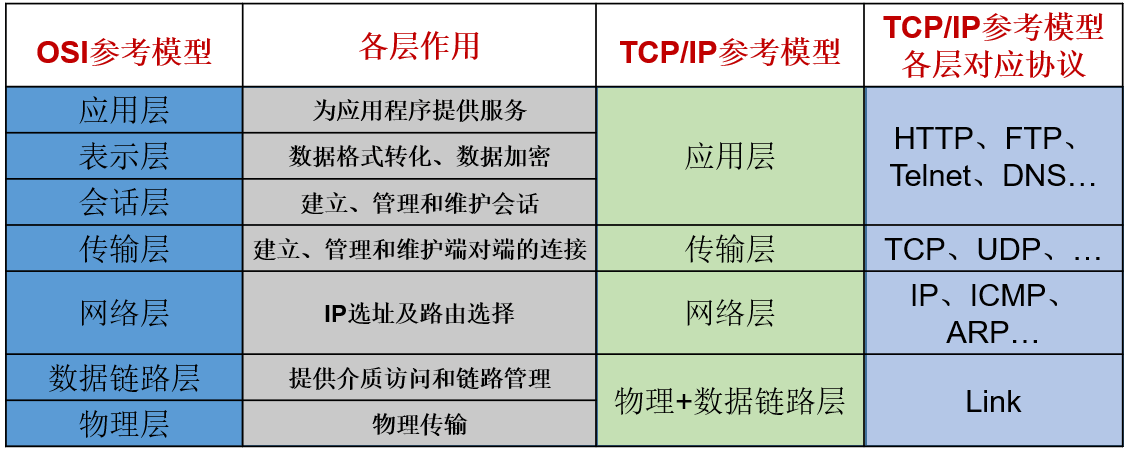 OSI参考模型
各层作用
TCP/IP参考模型
TCP/IP参考模型
各层对应协议
应用层
为应用程序提供服务
表示层
数据格式转化、数据加密
会话层
建立、管理和维护会话
应用层
HTTP、FTP、
Telnet、DNS…
传输层
建立、管理和维护端对端的连接
传输层
TCP、UDP、…
网络层
IP选址及路由选择
网络层
IP、ICMP、
ARP…
数据链路层
提供介质访问和链路管理
物理层
物理传输
物理+数据链路层
Link